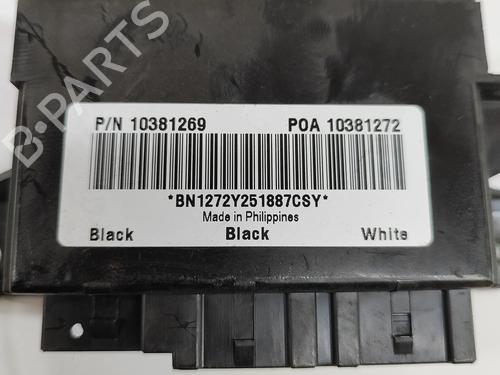 B-PARTS
P/N 10381269 POA 10381272
*BN1272Y251887CSY*
Made in Philippines
Black Black White